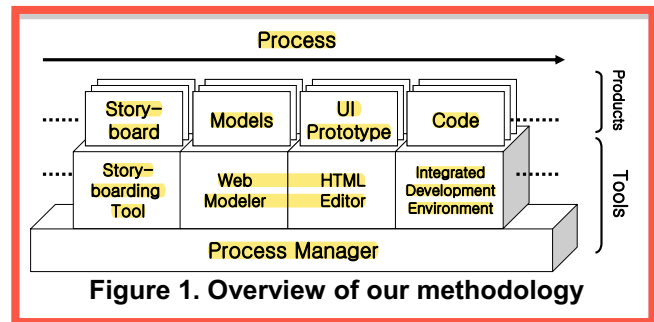 Process
Story-
board
Models
UI
Prototype
Code
Products
Story-
boarding
Tool
Web
Modeler
HTML
Editor
Integrated
Development
Environment
Tools
Process Manager
Figure 1. Overview of our methodology